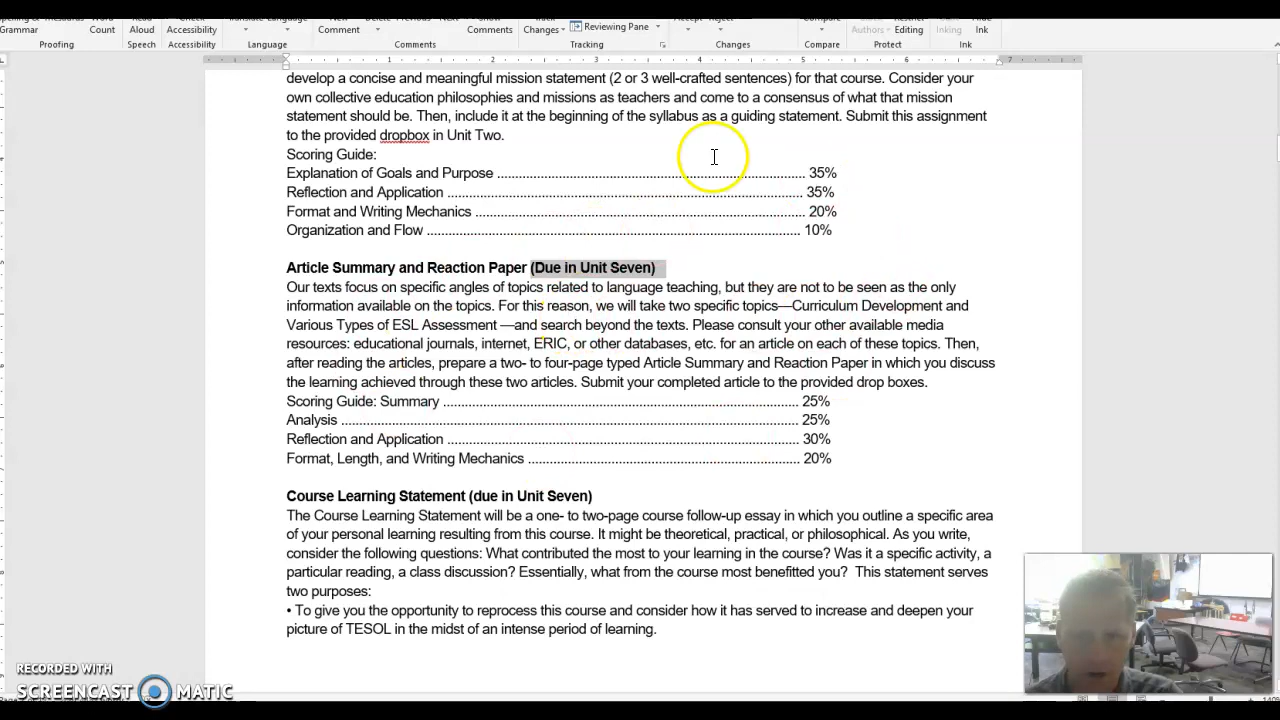 Grammar
Count
Aloud
Accessibility
Language
Comment
Comments
Changes
Reviewing Pane
Authors
Editing
Inking
Ink
Proofing
Speech
Accessibility
Language
Comments
Tracking
Changes
Compare
Protect
Ink
1 2 3 4 5 6 7
develop a concise and meaningful mission statement (2 or 3 well-crafted sentences) for that course. Consider your
own collective education philosophies and missions as teachers and come to a consensus of what that mission
statement should be. Then, include it at the beginning of the syllabus as a guiding statement. Submit this assignment
to the provided dropbox in Unit Two.
Scoring Guide:
Explanation of Goals and Purpose ........................................................................ 35%
Reflection and Application ................................................................................... 35%
Format and Writing Mechanics ............................................................................. 20%
Organization and Flow ....................................................................................... 10%
Article Summary and Reaction Paper (Due in Unit Seven)
Our texts focus on specific angles of topics related to language teaching, but they are not to be seen as the only
information available on the topics. For this reason, we will take two specific topics—Curriculum Development and
Various Types of ESL Assessment —and search beyond the texts. Please consult your other available media
resources: educational journals, internet, ERIC, or other databases, etc. for an article on each of these topics. Then,
after reading the articles, prepare a two- to four-page typed Article Summary and Reaction Paper in which you discuss
the learning achieved through these two articles. Submit your completed article to the provided drop boxes.
Scoring Guide: Summary ................................................................................... 25%
Analysis ........................................................................................................... 25%
Reflection and Application ................................................................................... 30%
Format, Length, and Writing Mechanics ................................................................ 20%
Course Learning Statement (due in Unit Seven)
The Course Learning Statement will be a one- to two-page course follow-up essay in which you outline a specific area
of your personal learning resulting from this course. It might be theoretical, practical, or philosophical. As you write,
consider the following questions: What contributed the most to your learning in the course? Was it a specific activity, a
particular reading, a class discussion? Essentially, what from the course most benefitted you?  This statement serves
two purposes:
• To give you the opportunity to reprocess this course and consider how it has served to increase and deepen your
picture of TESOL in the midst of an intense period of learning.
RECORDED WITH
SCREENCAST MATIC